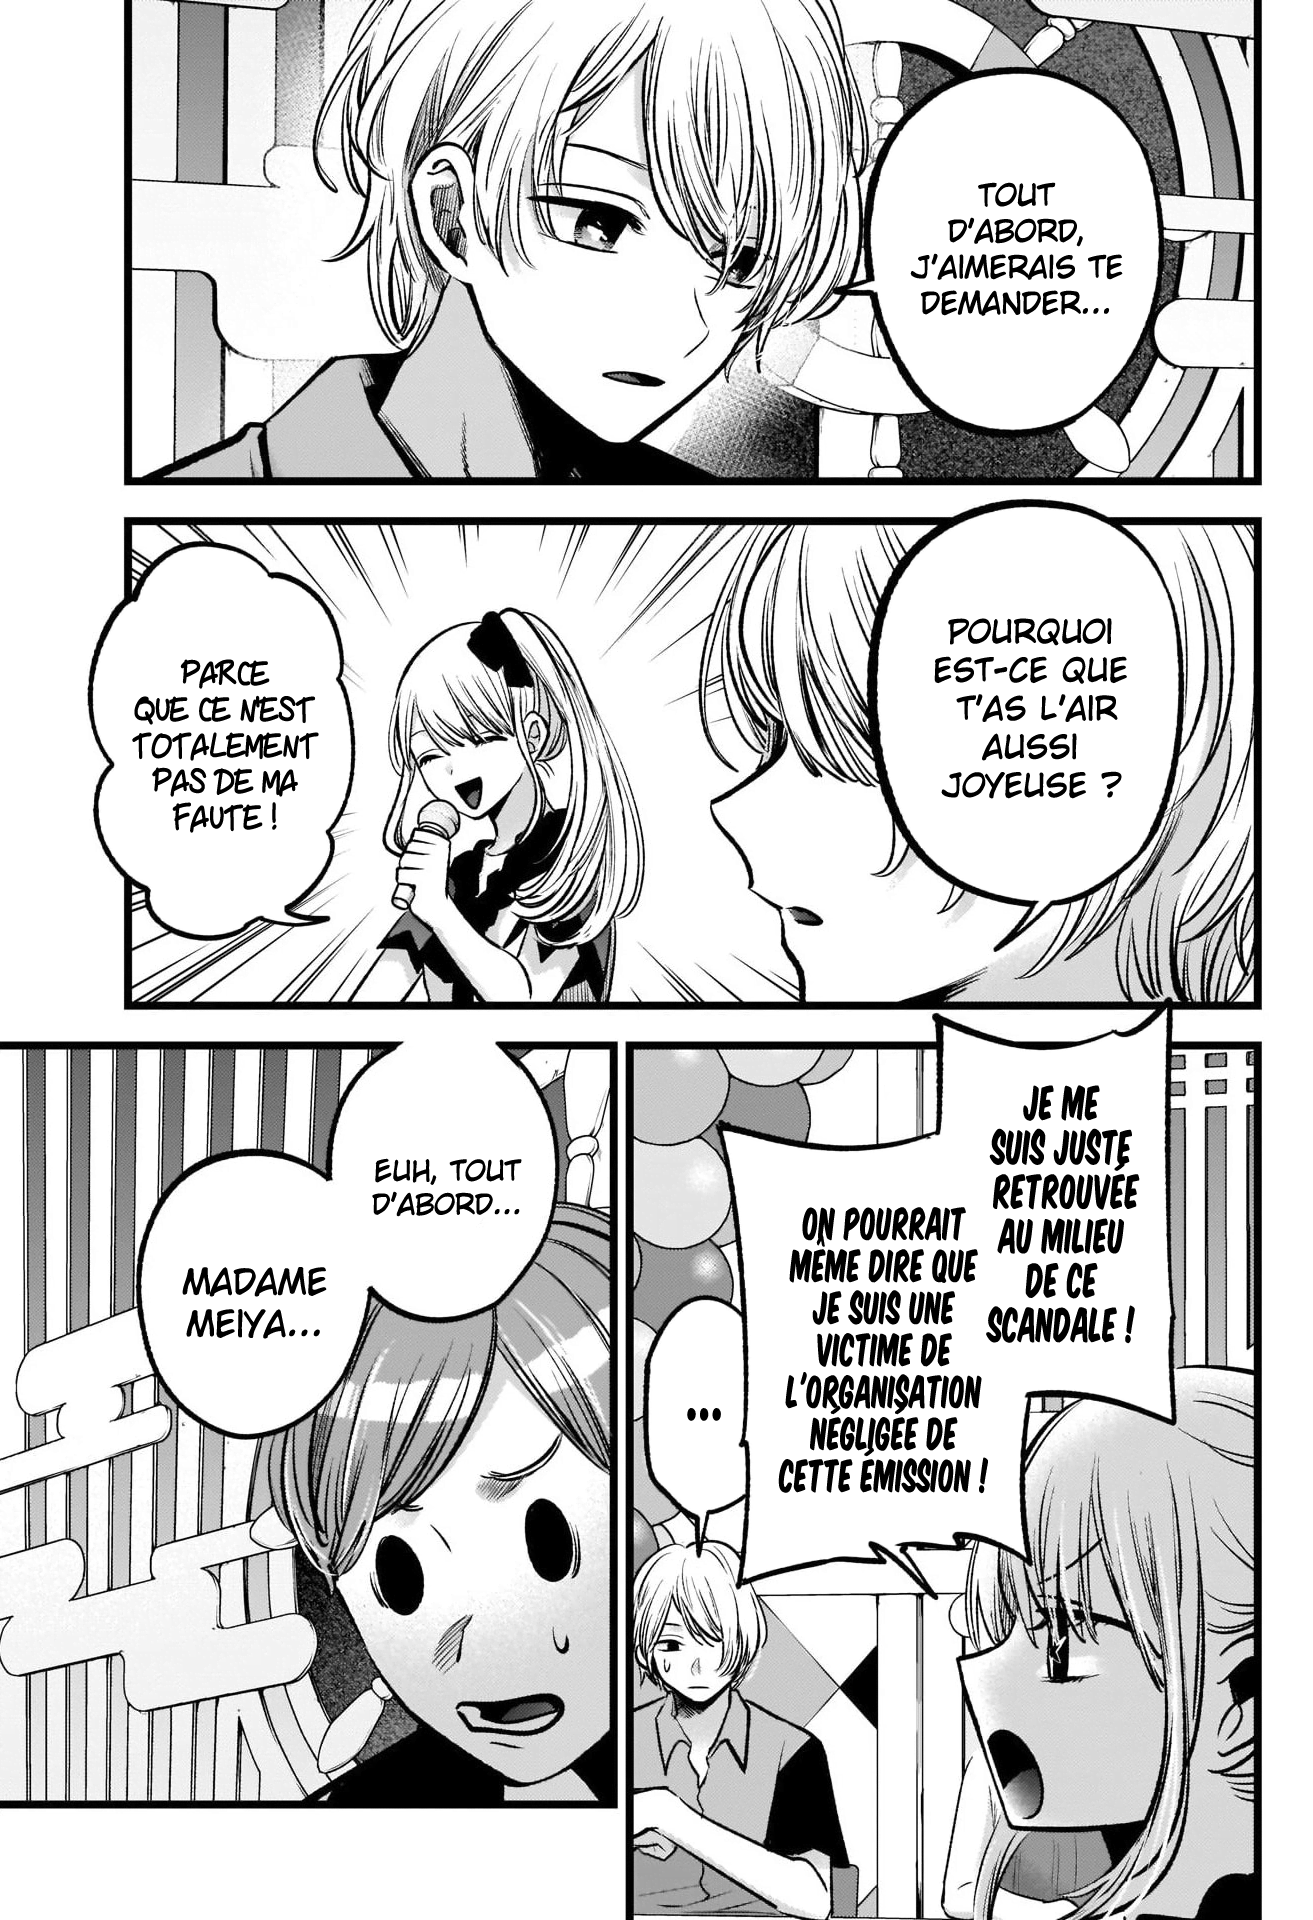 TOUT
D'ABORD,
J'AIMERAIS TE
DEMANDER...
POURQUOI
EST-CE QUE
T'AS L'AIR
AUSSI
JOYEUSE ?
PARCE
QUE CE N'EST
TOTALEMENT
PAS DE MA
FAUTE !
JE ME
SUIS JUSTE
RETROUVÉE
AU MILIEU
DE CE
SCANDALE !
ON POURRAIT
MÊME DIRE QUE
JE SUIS UNE
VICTIME DE
L'ORGANISATION
NÉGLIGÉE DE
CETTE ÉMISSION !
...
EUH, TOUT
D'ABORD...
MADAME
MEIYA...